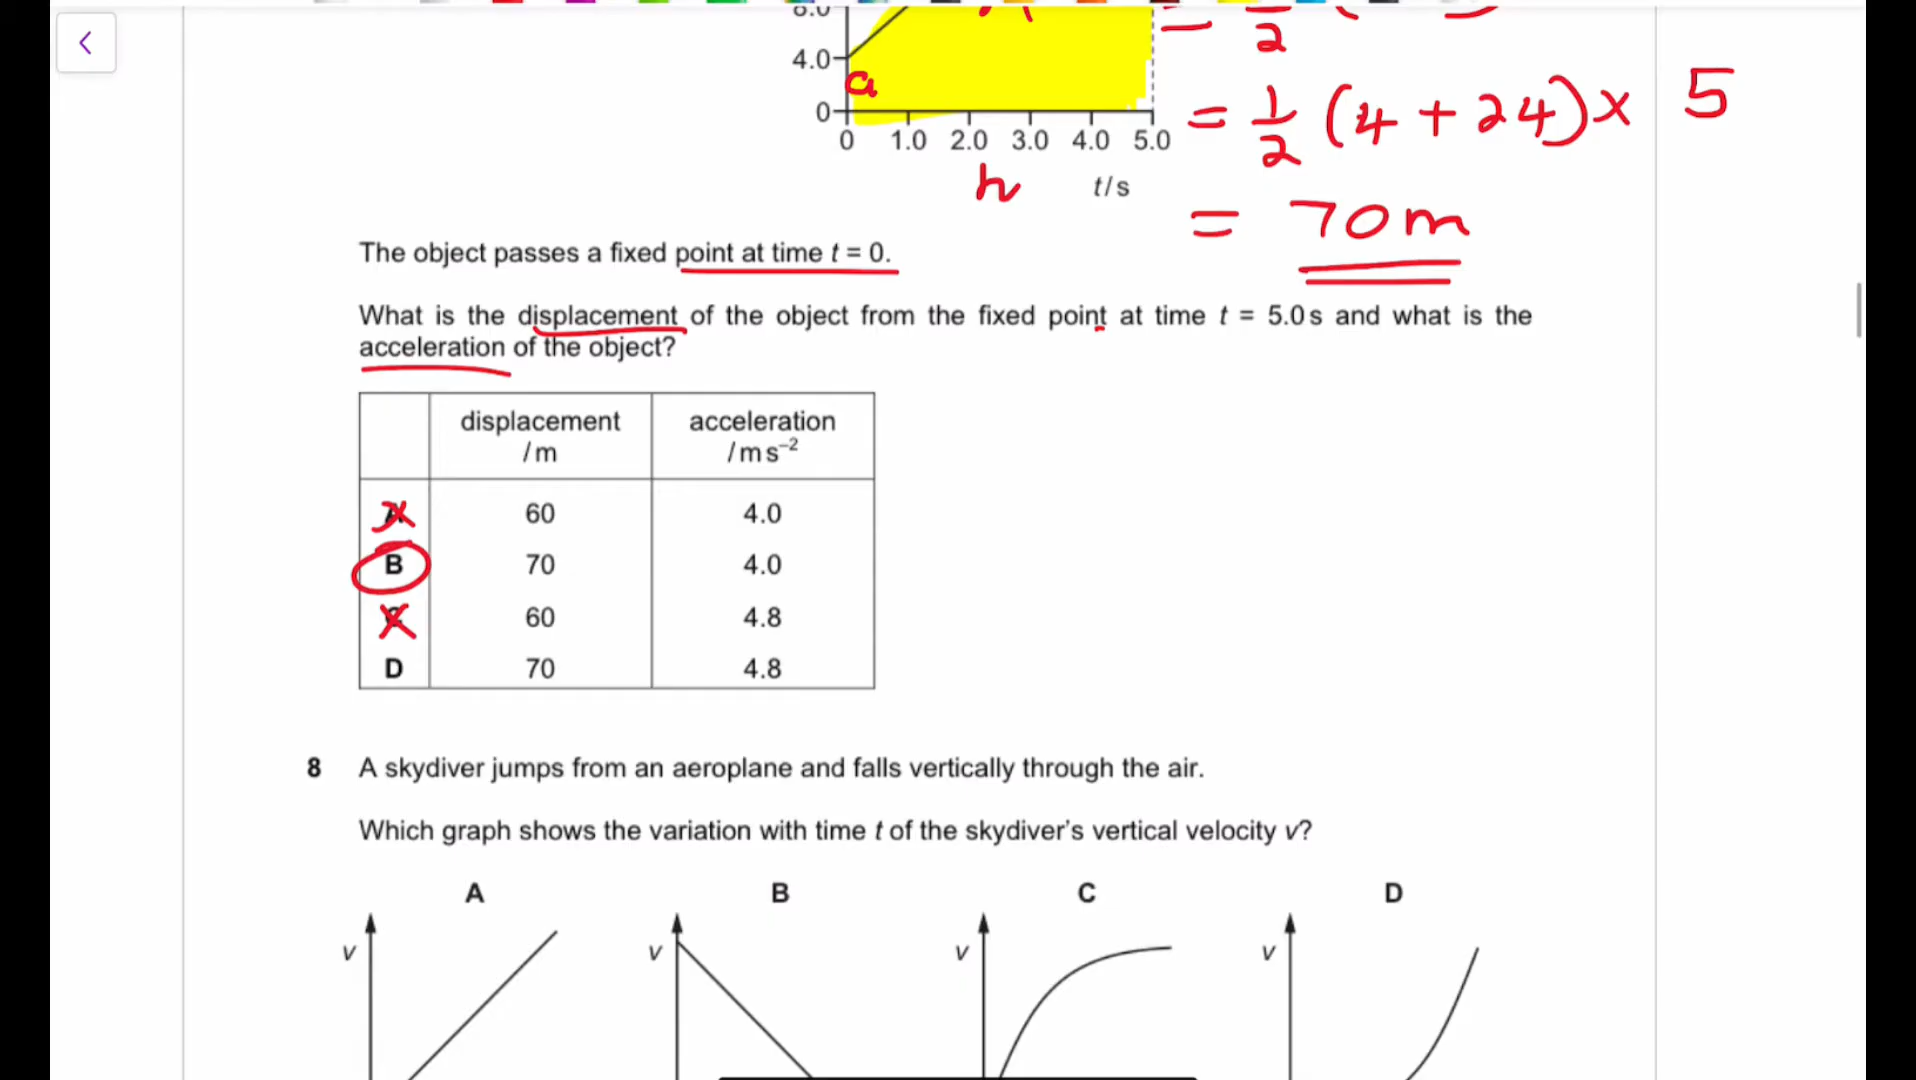 8.0
4.0
a
0
0 1.0 2.0 3.0 4.0 5.0
h t/s
2
= 1/2 (4 + 24) x 5
= 70m
The object passes a fixed point at time t = 0.
What is the displacement of the object from the fixed point at time t = 5.0 s and what is the
acceleration of the object?
displacement acceleration
/m /m s⁻²
A 60 4.0
B 70 4.0
C 60 4.8
D 70 4.8
8 A skydiver jumps from an aeroplane and falls vertically through the air.
Which graph shows the variation with time t of the skydiver's vertical velocity v?
A B C D
v v v v